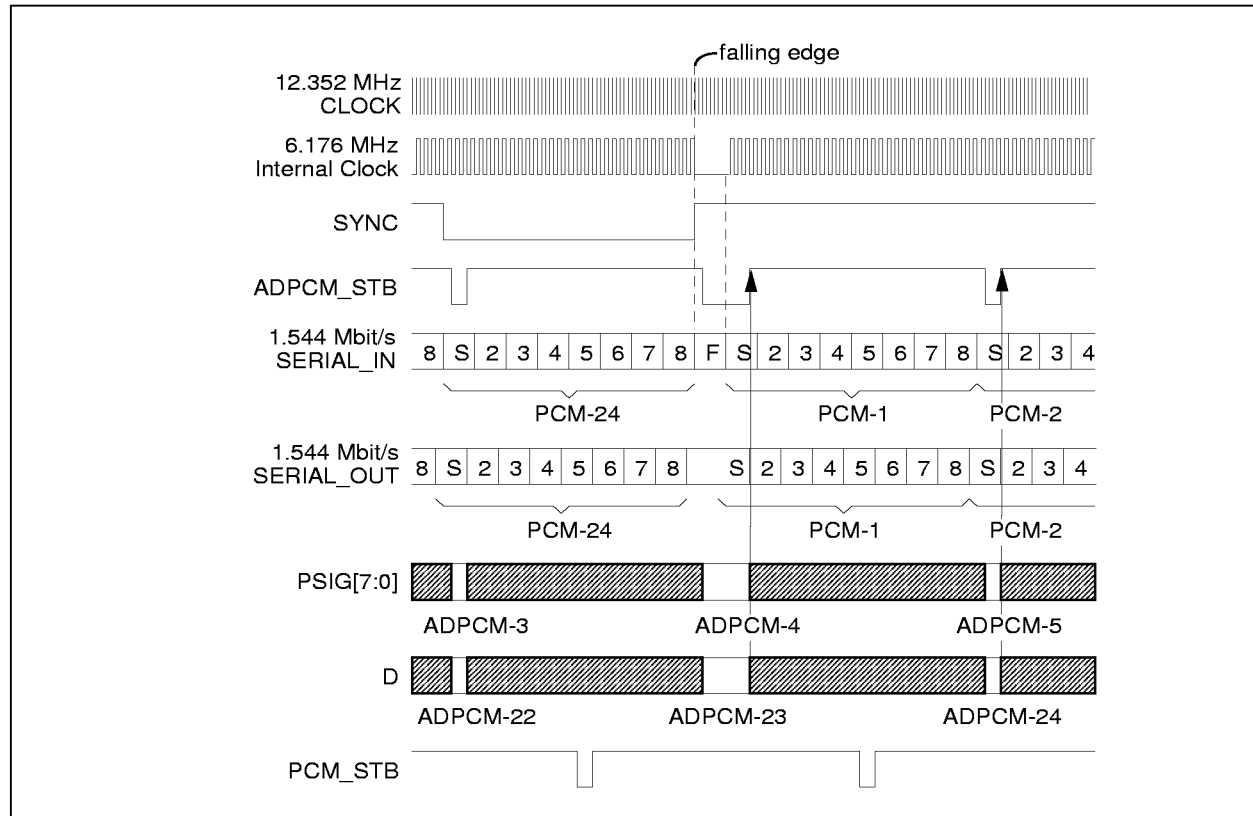 falling edge
12.352 MHz
CLOCK
6.176 MHz
Internal Clock
SYNC
ADPCM_STB
1.544 Mbit/s
SERIAL_IN
8 S 2 3 4 5 6 7 8 F S 2 3 4 5 6 7 8 S 2 3 4
PCM-24 PCM-1 PCM-2
1.544 Mbit/s
SERIAL_OUT
8 S 2 3 4 5 6 7 8 S 2 3 4 5 6 7 8 S 2 3 4
PCM-24 PCM-1 PCM-2
PSIG[7:0]
ADPCM-3 ADPCM-4 ADPCM-5
D
ADPCM-22 ADPCM-23 ADPCM-24
PCM_STB